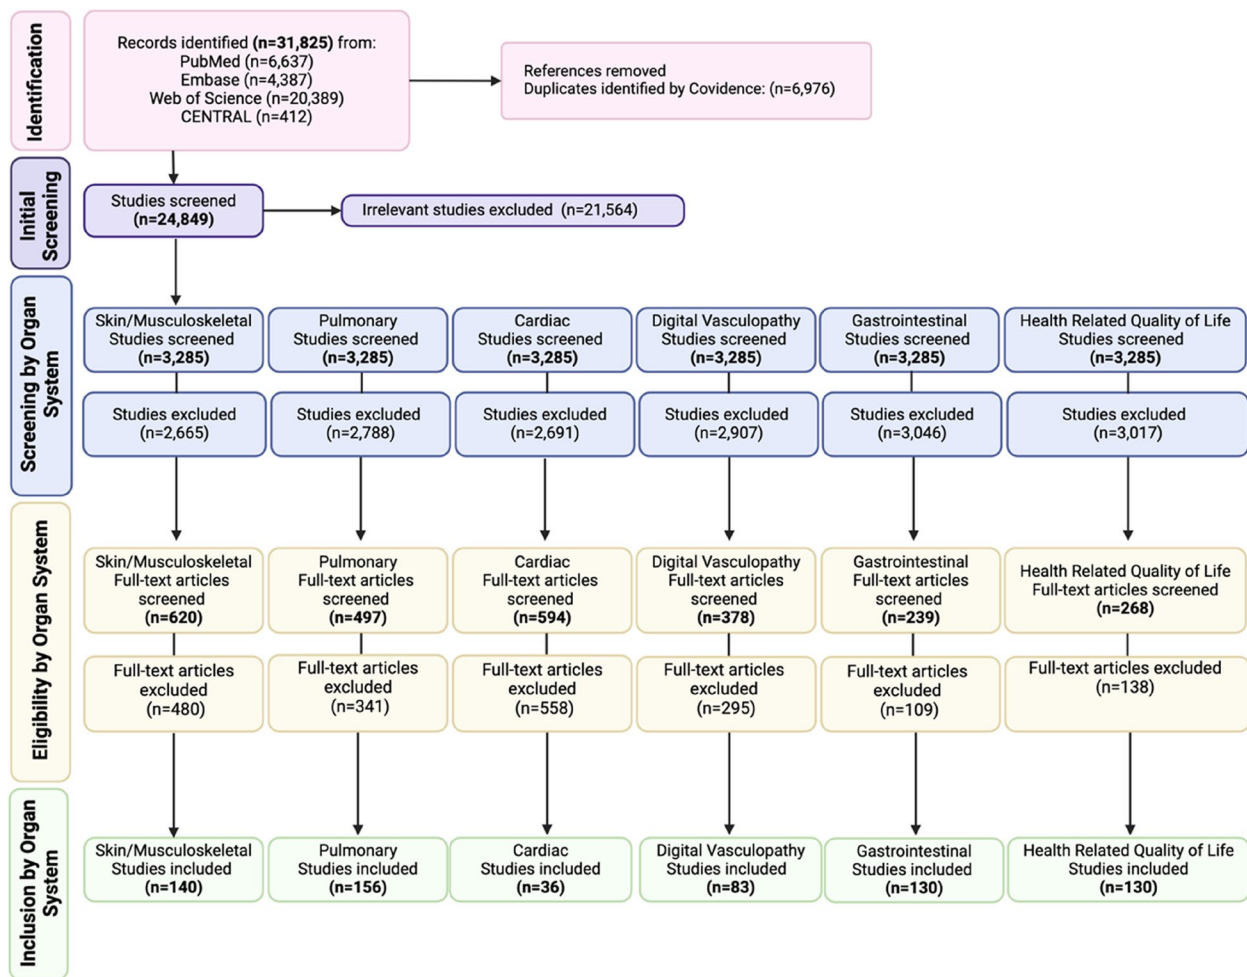 Identification
Records identified (n=31,825) from:
PubMed (n=6,637)
Embase (n=4,387)
Web of Science (n=20,389)
CENTRAL (n=412)
References removed
Duplicates identified by Covidence: (n=6,976)
Initial
Screening
Studies screened
(n=24,849)
Irrelevant studies excluded (n=21,564)
Screening by Organ
System
Skin/Musculoskeletal
Studies screened
(n=3,285)
Pulmonary
Studies screened
(n=3,285)
Cardiac
Studies screened
(n=3,285)
Digital Vasculopathy
Studies screened
(n=3,285)
Gastrointestinal
Studies screened
(n=3,285)
Health Related Quality of Life
Studies screened
(n=3,285)
Studies excluded
(n=2,665)
Studies excluded
(n=2,788)
Studies excluded
(n=2,691)
Studies excluded
(n=2,907)
Studies excluded
(n=3,046)
Studies excluded
(n=3,017)
Eligibility by Organ System
Skin/Musculoskeletal
Full-text articles
screened
(n=620)
Pulmonary
Full-text articles
screened
(n=497)
Cardiac
Full-text articles
screened
(n=594)
Digital Vasculopathy
Full-text articles
screened
(n=378)
Gastrointestinal
Full-text articles
screened
(n=239)
Health Related Quality of Life
Full-text articles screened
(n=268)
Full-text articles
excluded
(n=480)
Full-text articles
excluded
(n=341)
Full-text articles
excluded
(n=558)
Full-text articles
excluded
(n=295)
Full-text articles
excluded
(n=109)
Full-text articles excluded
(n=138)
Inclusion by Organ
System
Skin/Musculoskeletal
Studies included
(n=140)
Pulmonary
Studies included
(n=156)
Cardiac
Studies included
(n=36)
Digital Vasculopathy
Studies included
(n=83)
Gastrointestinal
Studies included
(n=130)
Health Related Quality of Life
Studies included
(n=130)